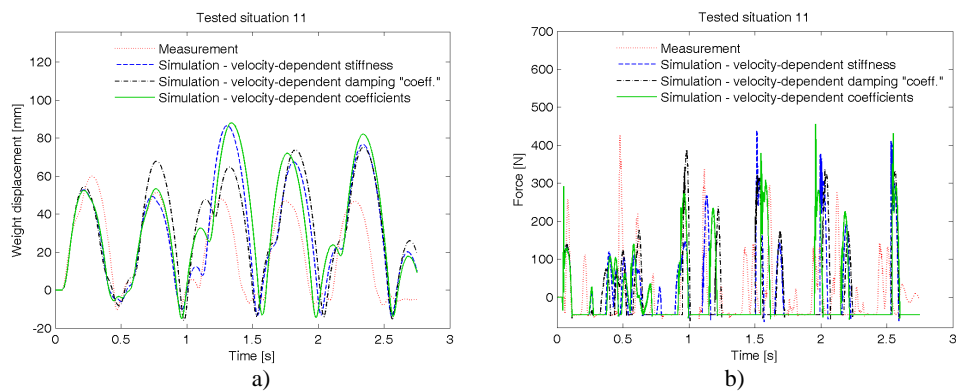 Tested situation 11
Measurement
Simulation - velocity-dependent stiffness
Simulation - velocity-dependent damping "coeff."
Simulation - velocity-dependent coefficients
Weight displacement [mm]
120
100
80
60
40
20
0
-20
0
0.5
1
1.5
2
2.5
3
Time [s]
a)
Tested situation 11
Measurement
Simulation - velocity-dependent stiffness
Simulation - velocity-dependent damping "coeff."
Simulation - velocity-dependent coefficients
Force [N]
700
600
500
400
300
200
100
0
0
0.5
1
1.5
2
2.5
3
Time [s]
b)